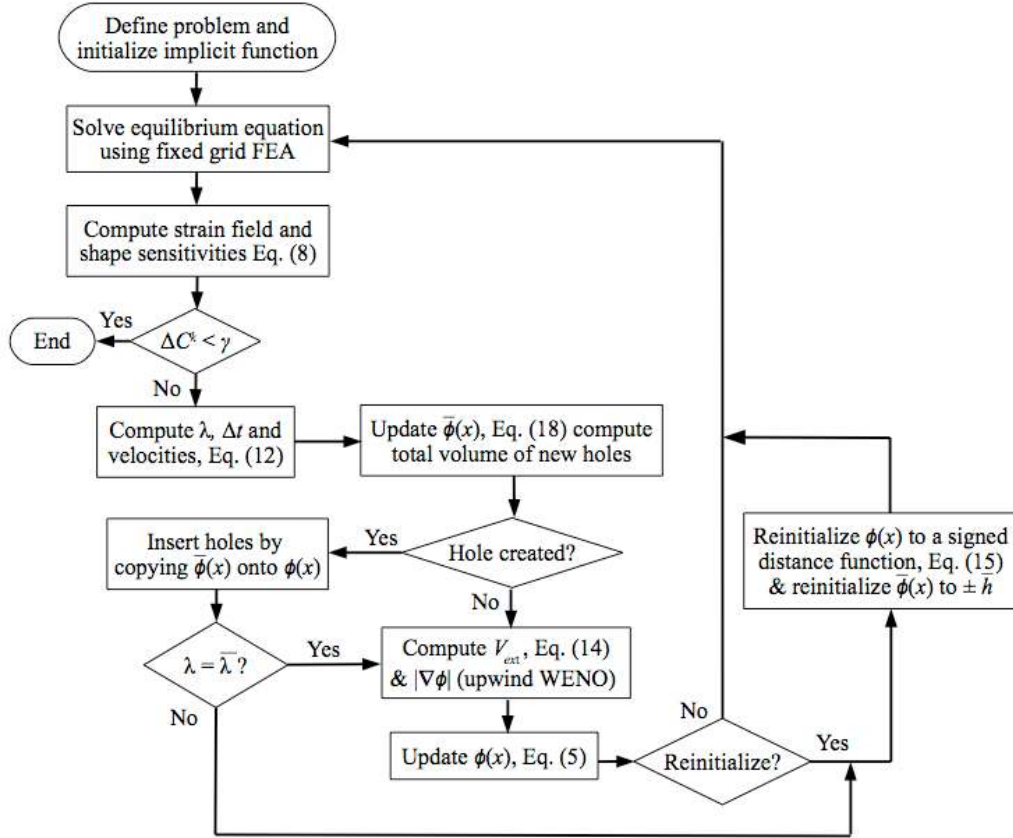 Define problem and
initialize implicit function
Solve equilibrium equation
using fixed grid FEA
Compute strain field and
shape sensitivities Eq. (8)
Yes
End
ΔCᵏ < γ
No
Compute λ, Δt and
velocities, Eq. (12)
Update ϕ̅(x), Eq. (18) compute
total volume of new holes
Insert holes by
copying ϕ̅(x) onto ϕ(x)
Yes
Hole created?
No
Reinitialize ϕ(x) to a signed
distance function, Eq. (15)
& reinitialize ϕ̅(x) to ± h̅
λ = λ̅ ?
Yes
No
Compute Vₑₓₜ, Eq. (14)
& |∇ϕ| (upwind WENO)
Update ϕ(x), Eq. (5)
No
Reinitialize?
Yes